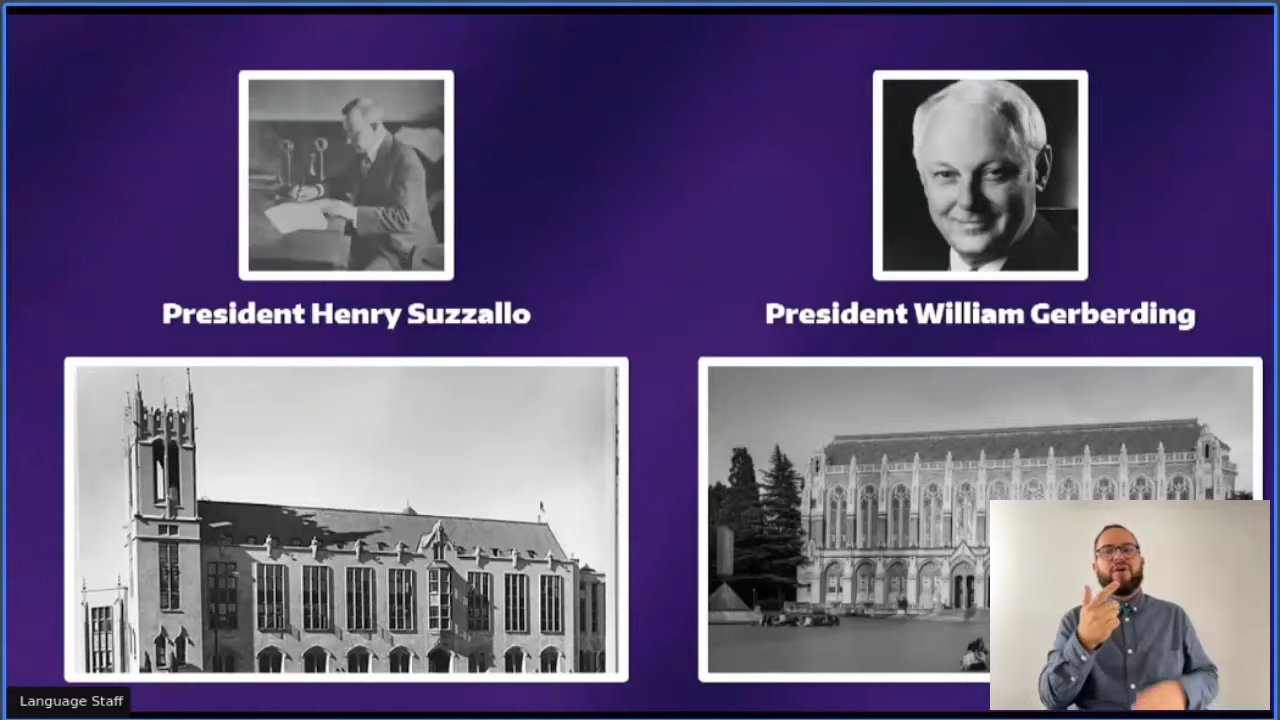 President Henry Suzzallo
President William Gerberding
Language Staff